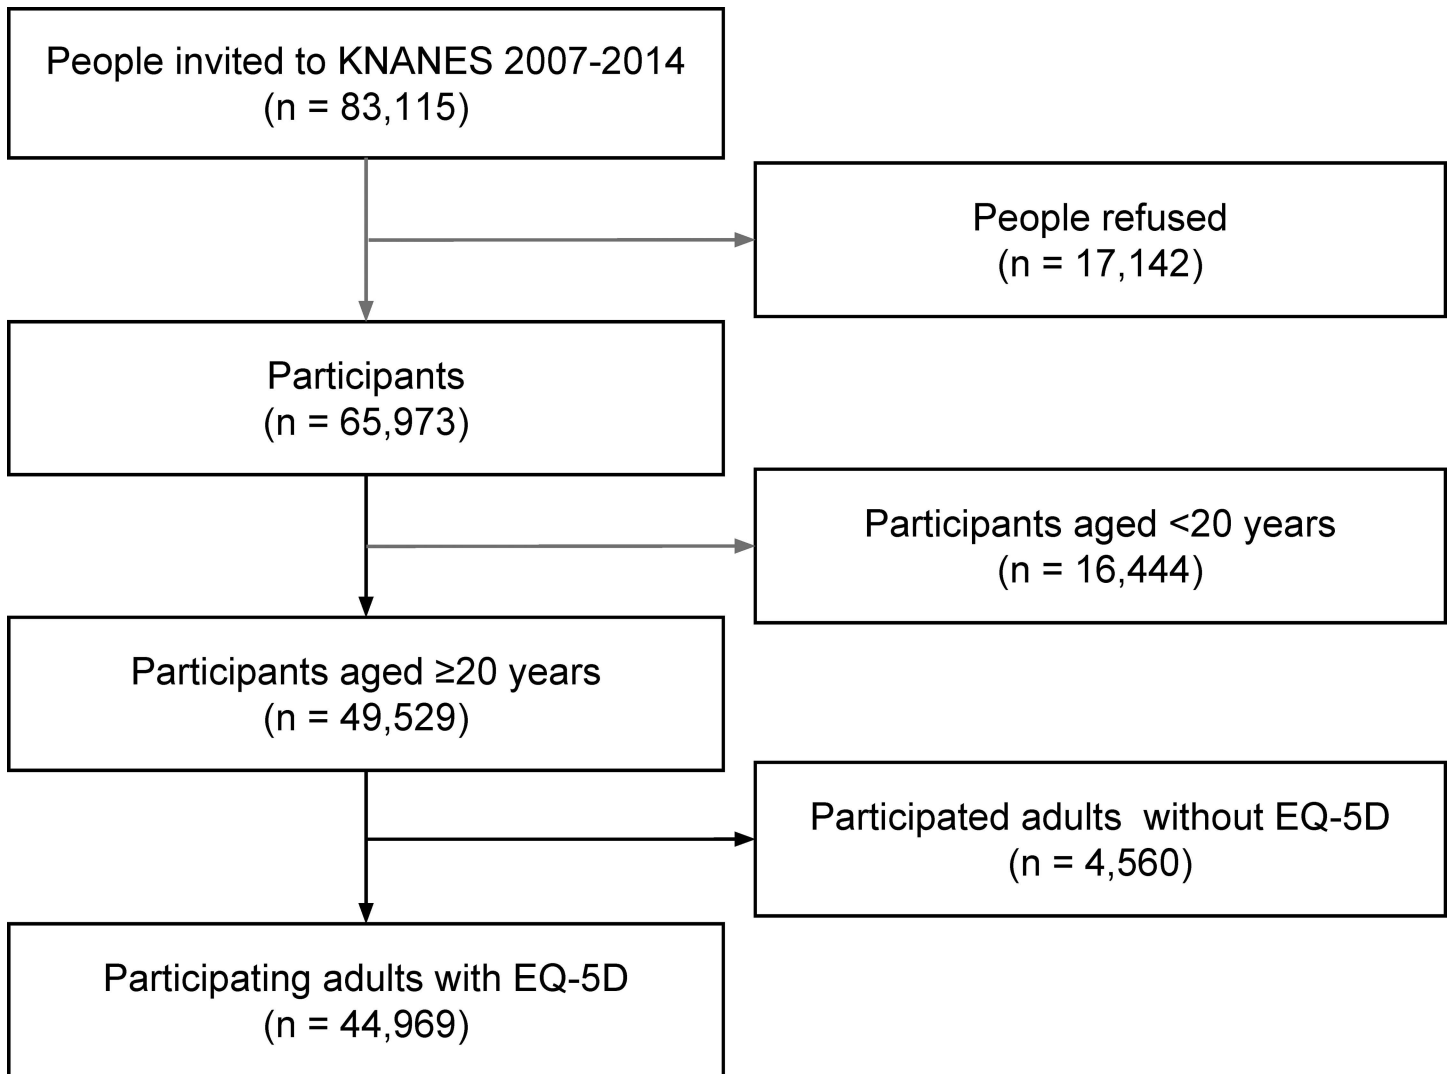 People invited to KNANES 2007-2014
(n = 83,115)
People refused
(n = 17,142)
Participants
(n = 65,973)
Participants aged <20 years
(n = 16,444)
Participants aged ≥20 years
(n = 49,529)
Participated adults  without EQ-5D
(n = 4,560)
Participating adults with EQ-5D
(n = 44,969)